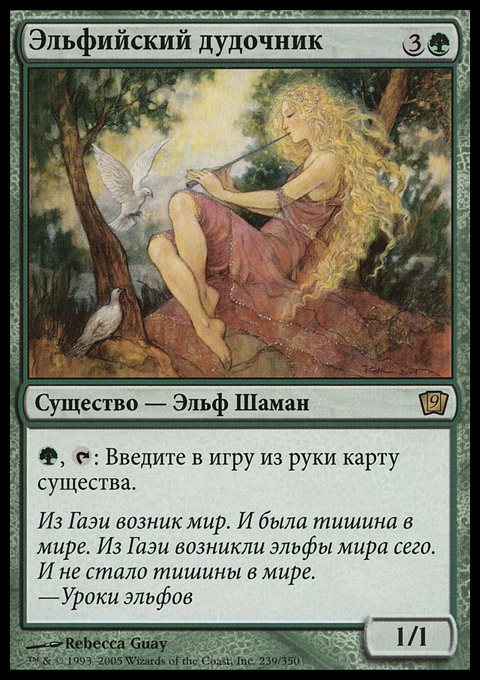 Эльфийский дудочник 3
Существо — Эльф Шаман 9
, : Введите в игру из руки карту
существа.
Из Гаэи возник мир. И была тишина в
мире. Из Гаэи возникли эльфы мира сего.
И не стало тишины в мире.
—Уроки эльфов
1/1
Rebecca Guay
™ & © 1993–2005 Wizards of the Coast, Inc. 239/350